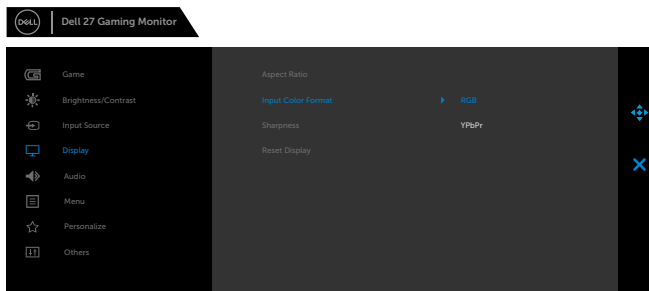 DELL
Dell 27 Gaming Monitor
Game
Aspect Ratio
Brightness/Contrast
Input Color Format
RGB
Input Source
Sharpness
YPbPr
Display
Reset Display
Audio
Menu
Personalize
Others